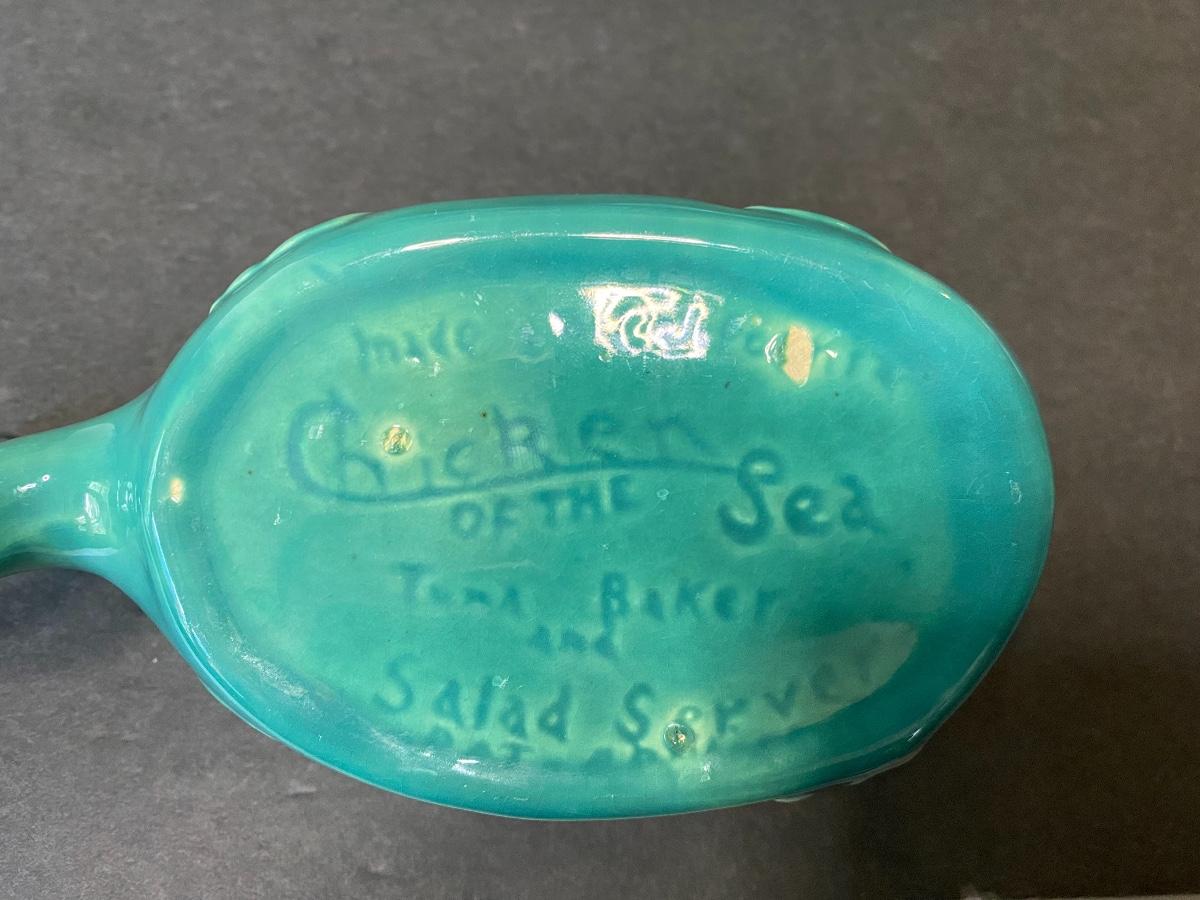 made
Chicken
OF THE Sea
Tuna Baker
and
Salad Server